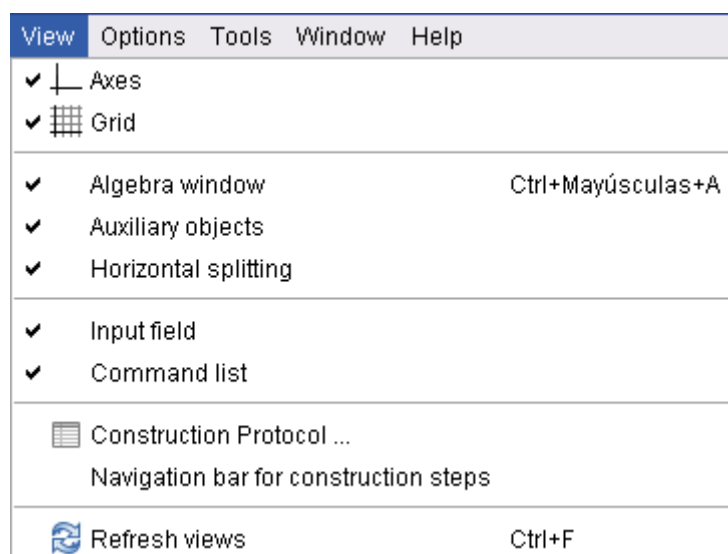 View Options Tools Window Help
Axes
Grid
Algebra window Ctrl+Mayúsculas+A
Auxiliary objects
Horizontal splitting
Input field
Command list
Construction Protocol ...
Navigation bar for construction steps
Refresh views Ctrl+F